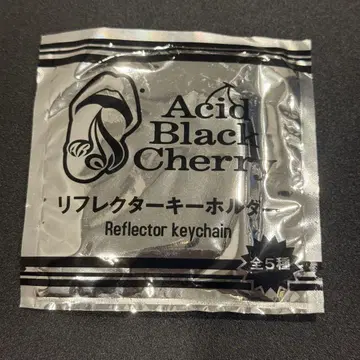 Acid
Black
Cherry
リフレクターキーホルダー
Reflector keychain
全5種